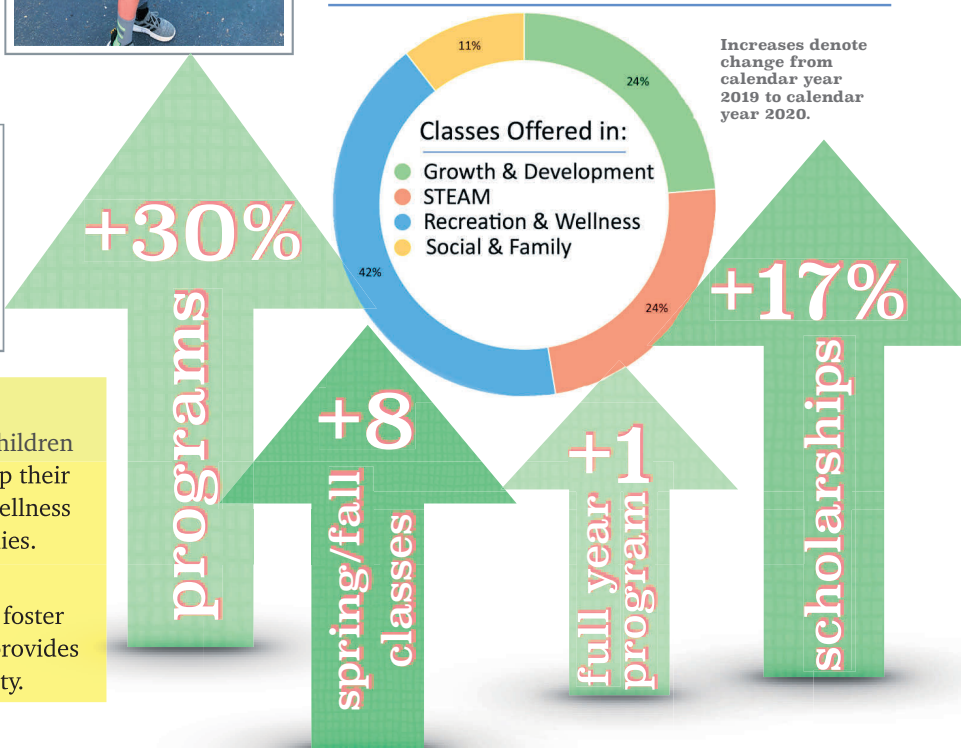 11%
24%
Increases denote
change from
calendar year
2019 to calendar
year 2020.
Classes Offered in:
Growth & Development
STEAM
Recreation & Wellness
Social & Family
42%
24%
+30%
programs
+17%
scholarships
+8
spring/fall
classes
+1
full year
program
p their
ellness
ies.
foster
ty.